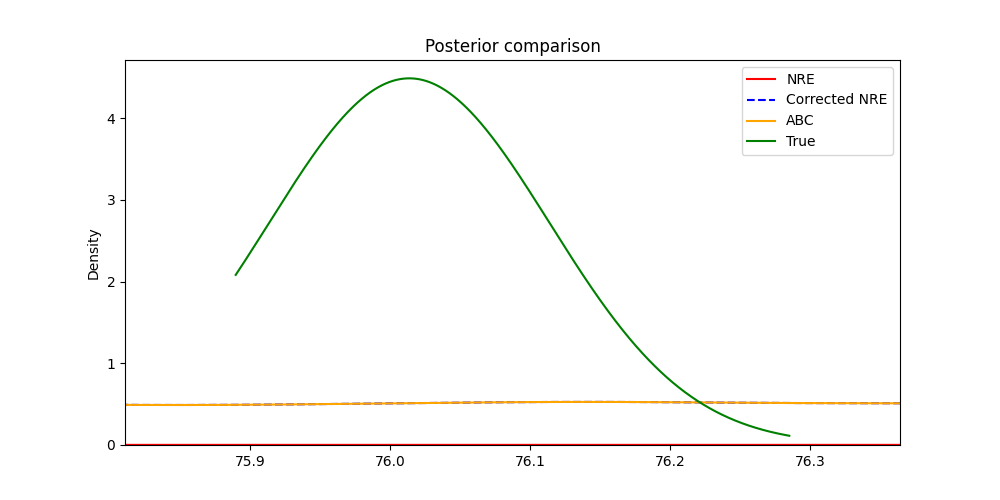 Posterior comparison
NRE
Corrected NRE
ABC
True
Density
4
3
2
1
0
75.9 76.0 76.1 76.2 76.3